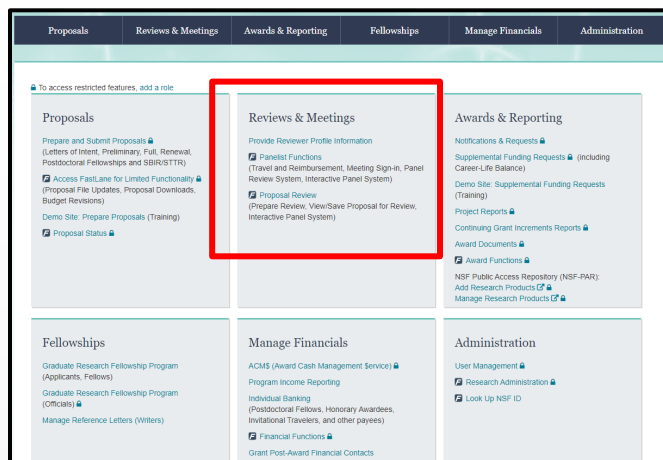 Proposals
Reviews & Meetings
Awards & Reporting
Fellowships
Manage Financials
Administration
To access restricted features, add a role
Proposals
Prepare and Submit Proposals
(Letters of Intent, Preliminary, Full, Renewal,
Postdoctoral Fellowships and SBIR/STTR)
Access FastLane for Limited Functionality
(Proposal File Updates, Proposal Downloads,
Budget Revisions)
Demo Site: Prepare Proposals (Training)
Proposal Status
Reviews & Meetings
Provide Reviewer Profile Information
Panelist Functions
(Travel and Reimbursement, Meeting Sign-in, Panel
Review System, Interactive Panel System)
Proposal Review
(Prepare Review, View/Save Proposal for Review,
Interactive Panel System)
Awards & Reporting
Notifications & Requests
Supplemental Funding Requests (including
Career-Life Balance)
Demo Site: Supplemental Funding Requests
(Training)
Project Reports
Continuing Grant Increments Reports
Award Documents
Award Functions
NSF Public Access Repository (NSF-PAR):
Add Research Products
Manage Research Products
Fellowships
Graduate Research Fellowship Program
(Applicants, Fellows)
Graduate Research Fellowship Program
(Officials)
Manage Reference Letters (Writers)
Manage Financials
ACM$ (Award Cash Management $ervice)
Program Income Reporting
Individual Banking
(Postdoctoral Fellows, Honorary Awardees,
Invitational Travelers, and other payees)
Financial Functions
Grant Post-Award Financial Contacts
Administration
User Management
Research Administration
Look Up NSF ID